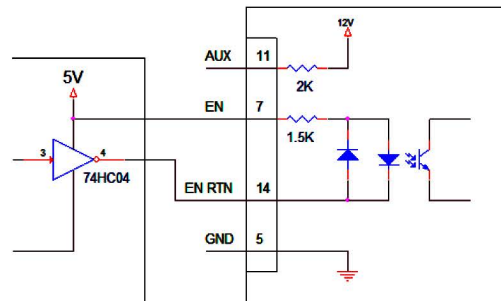 12V
AUX 11
2K
5V
EN 7
1.5K
3 4
74HC04
EN RTN 14
GND 5